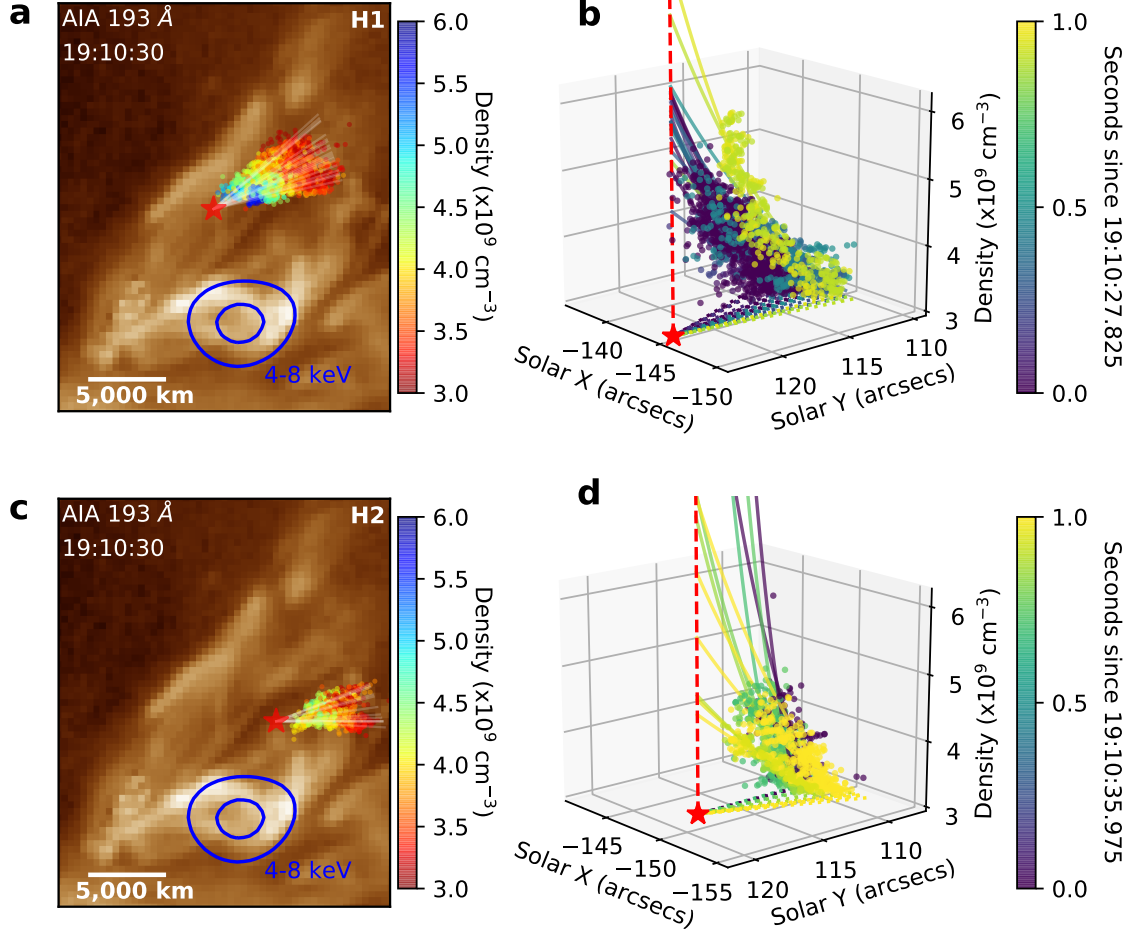 a
AIA 193 Å
H1
19:10:30
4-8 keV
5,000 km
6.0
5.5
5.0
4.5
4.0
3.5
3.0
Density (x10⁹ cm⁻³)
b
6
5
4
3
Density (x10⁹ cm⁻³)
−140
−145
−150
Solar X (arcsecs)
120
115
110
Solar Y (arcsecs)
1.0
0.5
0.0
Seconds since 19:10:27.825
c
AIA 193 Å
H2
19:10:30
4-8 keV
5,000 km
6.0
5.5
5.0
4.5
4.0
3.5
3.0
Density (x10⁹ cm⁻³)
d
6
5
4
3
Density (x10⁹ cm⁻³)
−145
−150
−155
Solar X (arcsecs)
120
115
110
Solar Y (arcsecs)
1.0
0.5
0.0
Seconds since 19:10:35.975